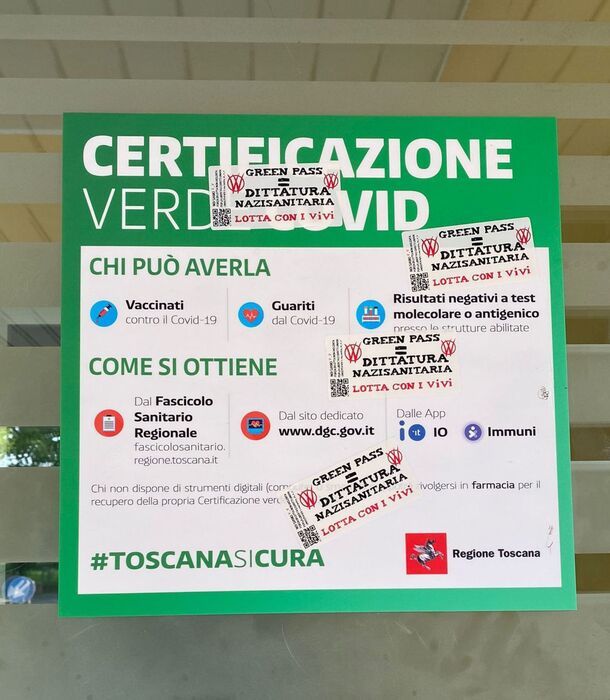 CERTIFICAZIONE
VERD COVID
GREEN PASS
=
DITTATURA
NAZISANITARIA
LOTTA CON I Vivi
GREEN PASS
=
DITTATURA
NAZISANITARIA
LOTTA CON I Vivi
CHI PUÒ AVERLA
Vaccinati
contro il Covid-19
Guariti
dal Covid-19
Risultati negativi a test
molecolare o antigenico
presso le strutture abilitate
GREEN PASS
=
DITTATURA
NAZISANITARIA
LOTTA CON I Vivi
COME SI OTTIENE
Dal Fascicolo
Sanitario
Regionale
fascicolosanitario.
regione.toscana.it
Dal sito dedicato
www.dgc.gov.it
Dalle App
IO
Immuni
GREEN PASS
=
DITTATURA
NAZISANITARIA
LOTTA CON I Vivi
Chi non dispone di strumenti digitali (com rivolgersi in farmacia per il
recupero della propria Certificazione verd
#TOSCANASICURA
Regione Toscana